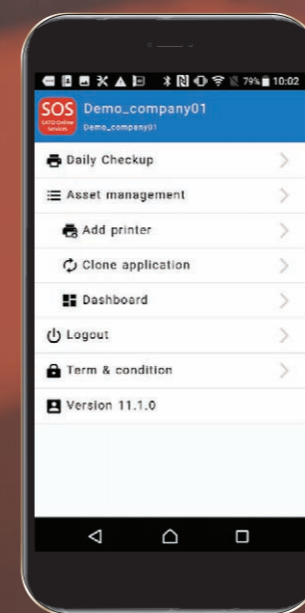 79% 10:02
SOS
SATO Online
Services
Demo_company01
Demo_company01
Daily Checkup
Asset management
Add printer
Clone application
Dashboard
Logout
Term & condition
Version 11.1.0